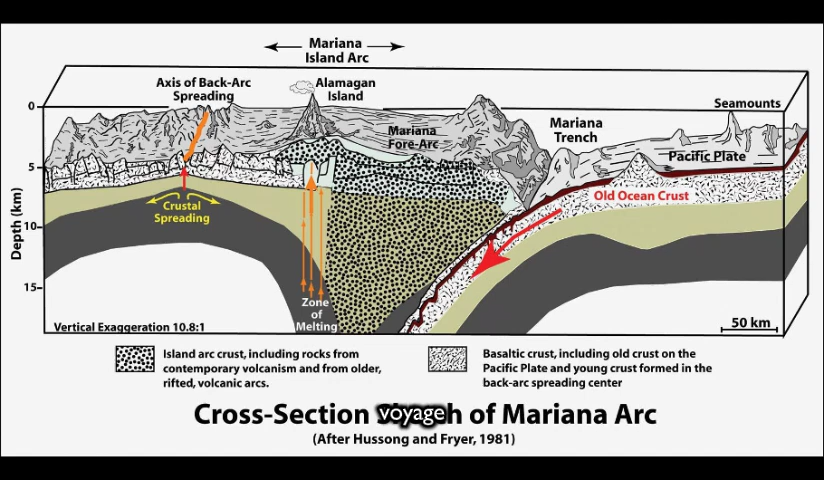 Mariana
Island Arc
Axis of Back-Arc
Spreading
Alamagan
Island
Seamounts
Mariana
Fore-Arc
Mariana
Trench
Pacific Plate
Old Ocean Crust
Crustal
Spreading
Zone
of
Melting
Depth (km)
0
5
10
15
Vertical Exaggeration 10.8:1
50 km
Island arc crust, including rocks from
contemporary volcanism and from older,
rifted, volcanic arcs.
Basaltic crust, including old crust on the
Pacific Plate and young crust formed in the
back-arc spreading center
Cross-Section voyage of Mariana Arc
(After Hussong and Fryer, 1981)